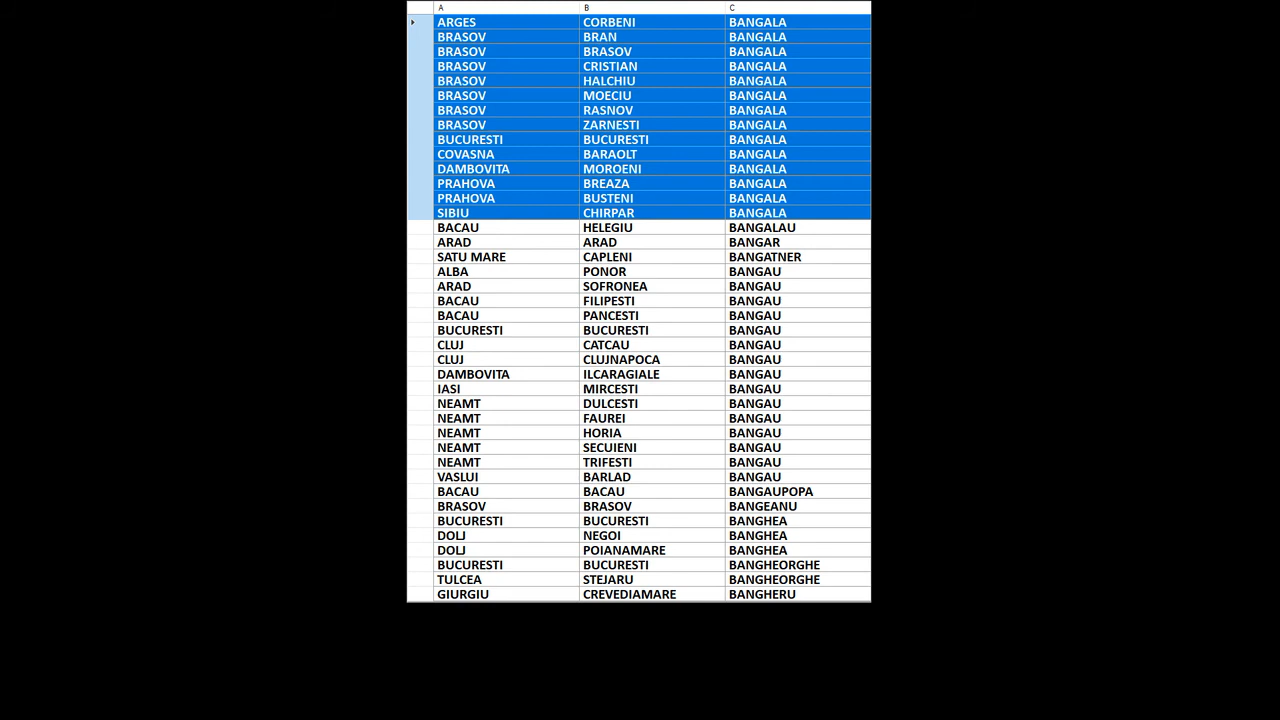 A B C
ARGES CORBENI BANGALA
BRASOV BRAN BANGALA
BRASOV BRASOV BANGALA
BRASOV CRISTIAN BANGALA
BRASOV HALCHIU BANGALA
BRASOV MOECIU BANGALA
BRASOV RASNOV BANGALA
BRASOV ZARNESTI BANGALA
BUCURESTI BUCURESTI BANGALA
COVASNA BARAOLT BANGALA
DAMBOVITA MOROENI BANGALA
PRAHOVA BREAZA BANGALA
PRAHOVA BUSTENI BANGALA
SIBIU CHIRPAR BANGALA
BACAU HELEGIU BANGALAU
ARAD ARAD BANGAR
SATU MARE CAPLENI BANGATNER
ALBA PONOR BANGAU
ARAD SOFRONEA BANGAU
BACAU FILIPESTI BANGAU
BACAU PANCESTI BANGAU
BUCURESTI BUCURESTI BANGAU
CLUJ CATCAU BANGAU
CLUJ CLUJNAPOCA BANGAU
DAMBOVITA ILCARAGIALE BANGAU
IASI MIRCESTI BANGAU
NEAMT DULCESTI BANGAU
NEAMT FAUREI BANGAU
NEAMT HORIA BANGAU
NEAMT SECUIENI BANGAU
NEAMT TRIFESTI BANGAU
VASLUI BARLAD BANGAU
BACAU BACAU BANGAUPOPA
BRASOV BRASOV BANGEANU
BUCURESTI BUCURESTI BANGHEA
DOLJ NEGOI BANGHEA
DOLJ POIANAMARE BANGHEA
BUCURESTI BUCURESTI BANGHEORGHE
TULCEA STEJARU BANGHEORGHE
GIURGIU CREVEDIAMARE BANGHERU